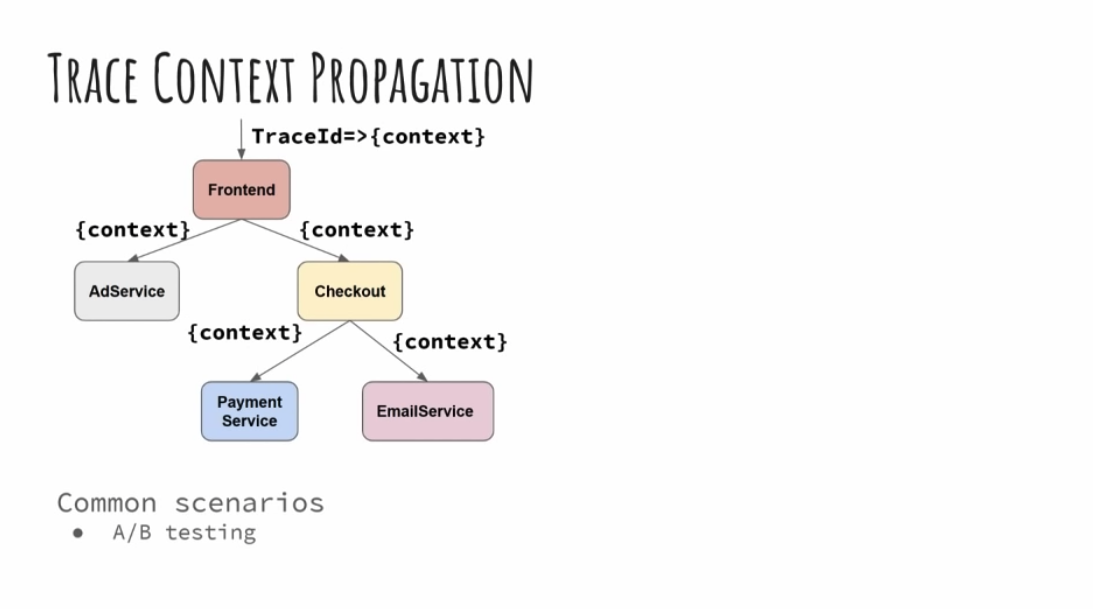 TRACE CONTEXT PROPAGATION
TraceId=>{context}
Frontend
{context}
{context}
AdService
Checkout
{context}
{context}
Payment
Service
EmailService
Common scenarios
● A/B testing